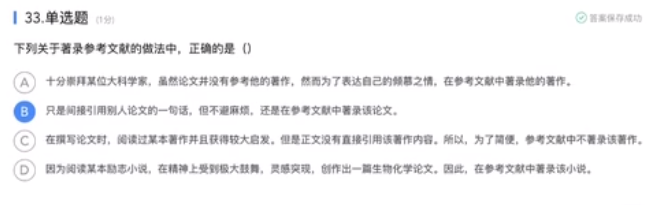 33.单选题 (1分)
答案保存成功
下列关于著录参考文献的做法中，正确的是（）
A 十分崇拜某位大科学家，虽然论文并没有参考他的著作，然而为了表达自己的倾慕之情，在参考文献中著录他的著作。
B 只是间接引用别人论文的一句话，但不避麻烦，还是在参考文献中著录该论文。
C 在撰写论文时，阅读过某本著作并且获得较大启发。但是正文没有直接引用该著作内容。所以，为了简便，参考文献中不著录该著作。
D 因为阅读某本励志小说，在精神上受到极大鼓舞，灵感突现，创作出一篇生物化学论文。因此，在参考文献中著录该小说。